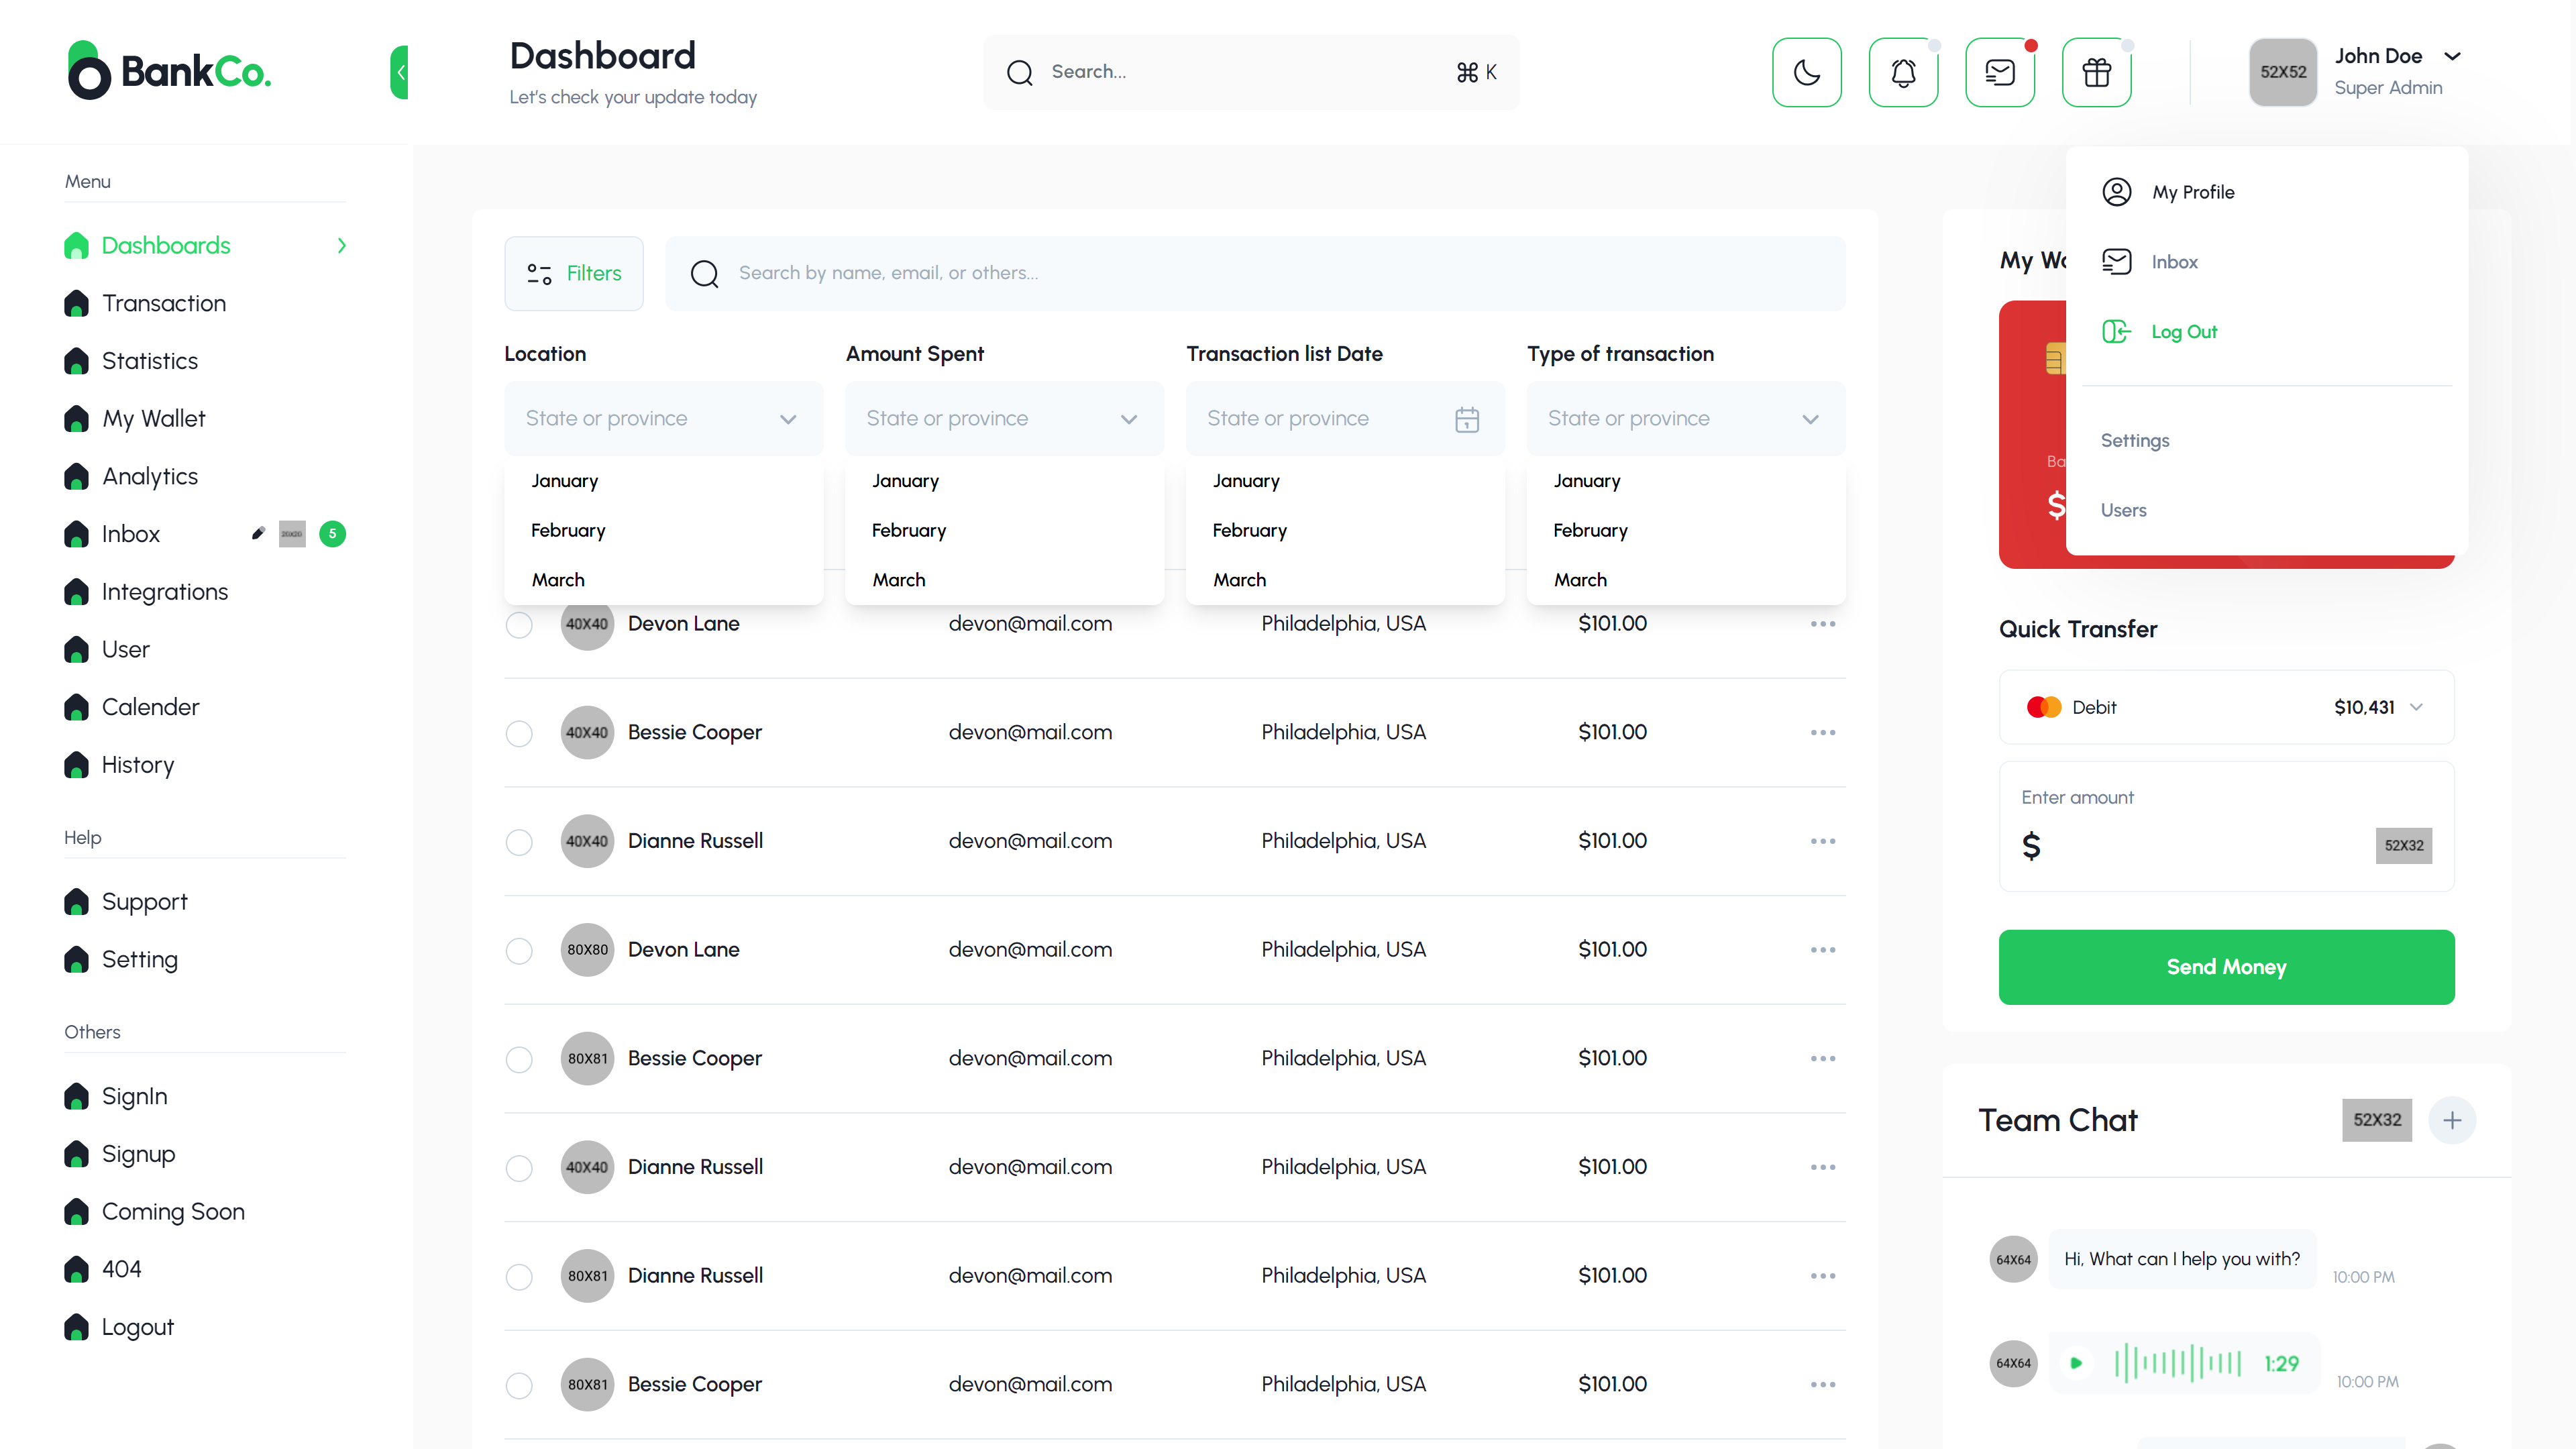 BankCo.
Menu
Dashboards
Transaction
Statistics
My Wallet
Analytics
Inbox
20X20
5
Integrations
User
Calender
History
Help
Support
Setting
Others
SignIn
Signup
Coming Soon
404
Logout
Dashboard
Let's check your update today
Search...
⌘ K
52X52
John Doe
Super Admin
My Profile
Inbox
Log Out
Settings
Users
Filters
Search by name, email, or others...
Location Amount Spent Transaction list Date Type of transaction
State or province State or province State or province State or province
January January January January
February February February February
March March March March
40X40 Devon Lane devon@mail.com Philadelphia, USA $101.00
40X40 Bessie Cooper devon@mail.com Philadelphia, USA $101.00
40X40 Dianne Russell devon@mail.com Philadelphia, USA $101.00
80X80 Devon Lane devon@mail.com Philadelphia, USA $101.00
80X81 Bessie Cooper devon@mail.com Philadelphia, USA $101.00
40X40 Dianne Russell devon@mail.com Philadelphia, USA $101.00
80X81 Dianne Russell devon@mail.com Philadelphia, USA $101.00
80X81 Bessie Cooper devon@mail.com Philadelphia, USA $101.00
My
$
Quick Transfer
Debit $10,431
Enter amount
$ 52X32
Send Money
Team Chat 52X32
64X64 Hi, What can I help you with? 10:00 PM
64X64 1:29 10:00 PM